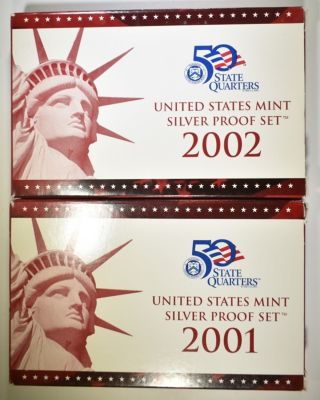 50
STATE
QUARTERS
UNITED STATES MINT
SILVER PROOF SET™
2002
50
STATE
QUARTERS™
UNITED STATES MINT
SILVER PROOF SET™
2001